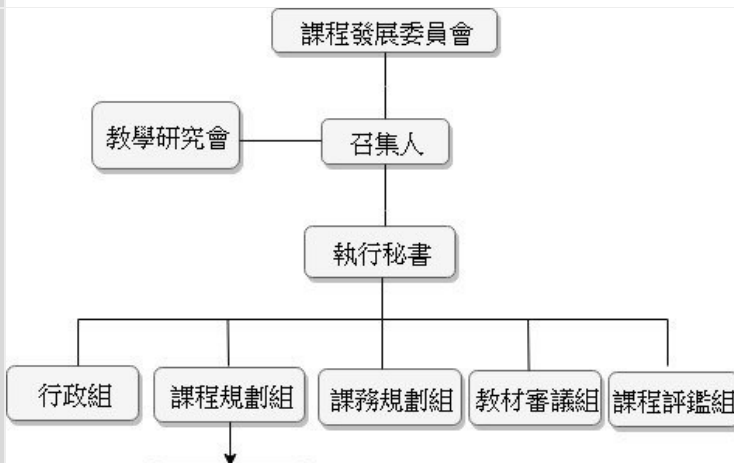 課程發展委員會
教學研究會
召集人
執行秘書
行政組
課程規劃組
課務規劃組
教材審議組
課程評鑑組